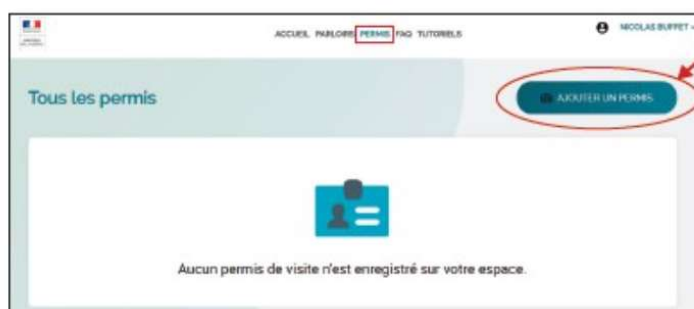 ACCUEIL PARLOIRS PERMIS FAQ TUTORIELS
NICOLAS BUFFET
Tous les permis
AJOUTER UN PERMIS
Aucun permis de visite n'est enregistré sur votre espace.